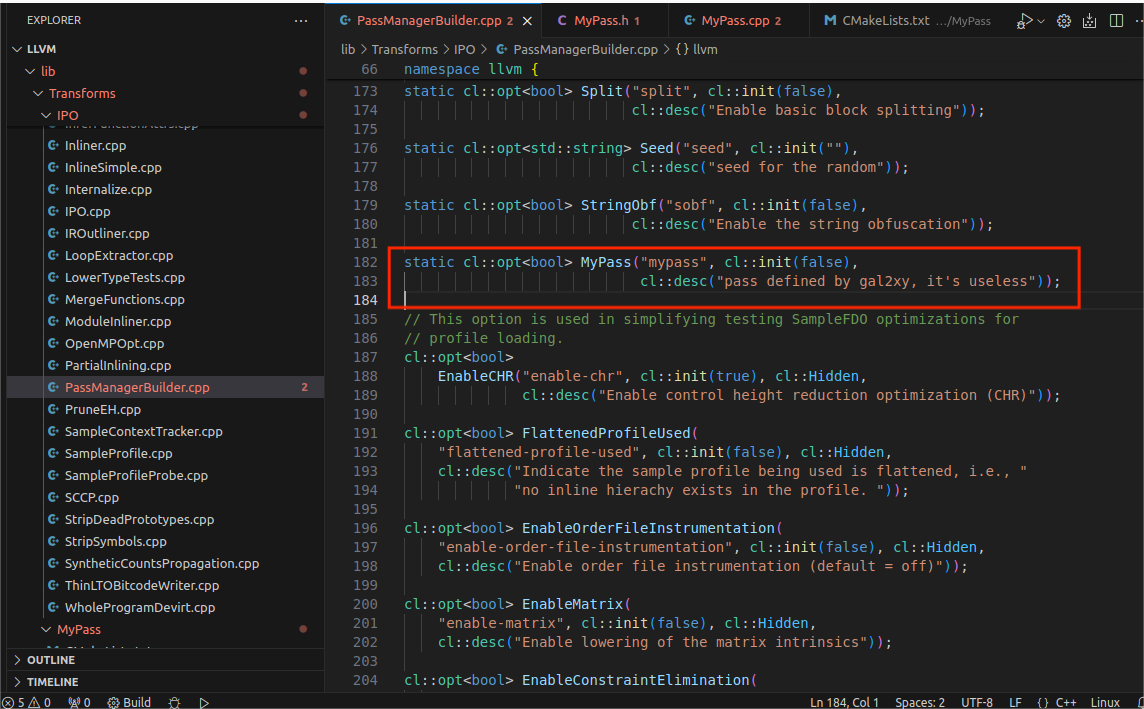 EXPLORER
LLVM
lib
Transforms
IPO
Inliner.cpp
InlineSimple.cpp
Internalize.cpp
IPO.cpp
IROutliner.cpp
LoopExtractor.cpp
LowerTypeTests.cpp
MergeFunctions.cpp
ModuleInliner.cpp
OpenMPOpt.cpp
PartialInlining.cpp
PassManagerBuilder.cpp 2
PruneEH.cpp
SampleContextTracker.cpp
SampleProfile.cpp
SampleProfileProbe.cpp
SCCP.cpp
StripDeadPrototypes.cpp
StripSymbols.cpp
SyntheticCountsPropagation.cpp
ThinLTOBitcodeWriter.cpp
WholeProgramDevirt.cpp
MyPass
OUTLINE
TIMELINE
PassManagerBuilder.cpp 2 MyPass.h 1 MyPass.cpp 2 CMakeLists.txt .../MyPass
lib > Transforms > IPO > PassManagerBuilder.cpp > {} llvm
66 namespace llvm {
173 static cl::opt<bool> Split("split", cl::init(false),
174 cl::desc("Enable basic block splitting"));
175
176 static cl::opt<std::string> Seed("seed", cl::init(""),
177 cl::desc("seed for the random"));
178
179 static cl::opt<bool> StringObf("sobf", cl::init(false),
180 cl::desc("Enable the string obfuscation"));
181
182 static cl::opt<bool> MyPass("mypass", cl::init(false),
183 cl::desc("pass defined by gal2xy, it's useless"));
184
185 // This option is used in simplifying testing SampleFDO optimizations for
186 // profile loading.
187 cl::opt<bool>
188 EnableCHR("enable-chr", cl::init(true), cl::Hidden,
189 cl::desc("Enable control height reduction optimization (CHR)"));
190
191 cl::opt<bool> FlattenedProfileUsed(
192 "flattened-profile-used", cl::init(false), cl::Hidden,
193 cl::desc("Indicate the sample profile being used is flattened, i.e., "
194 "no inline hierachy exists in the profile. "));
195
196 cl::opt<bool> EnableOrderFileInstrumentation(
197 "enable-order-file-instrumentation", cl::init(false), cl::Hidden,
198 cl::desc("Enable order file instrumentation (default = off)"));
199
200 cl::opt<bool> EnableMatrix(
201 "enable-matrix", cl::init(false), cl::Hidden,
202 cl::desc("Enable lowering of the matrix intrinsics"));
203
204 cl::opt<bool> EnableConstraintElimination(
5 0 0 Build Ln 184, Col 1 Spaces: 2 UTF-8 LF {} C++ Linux